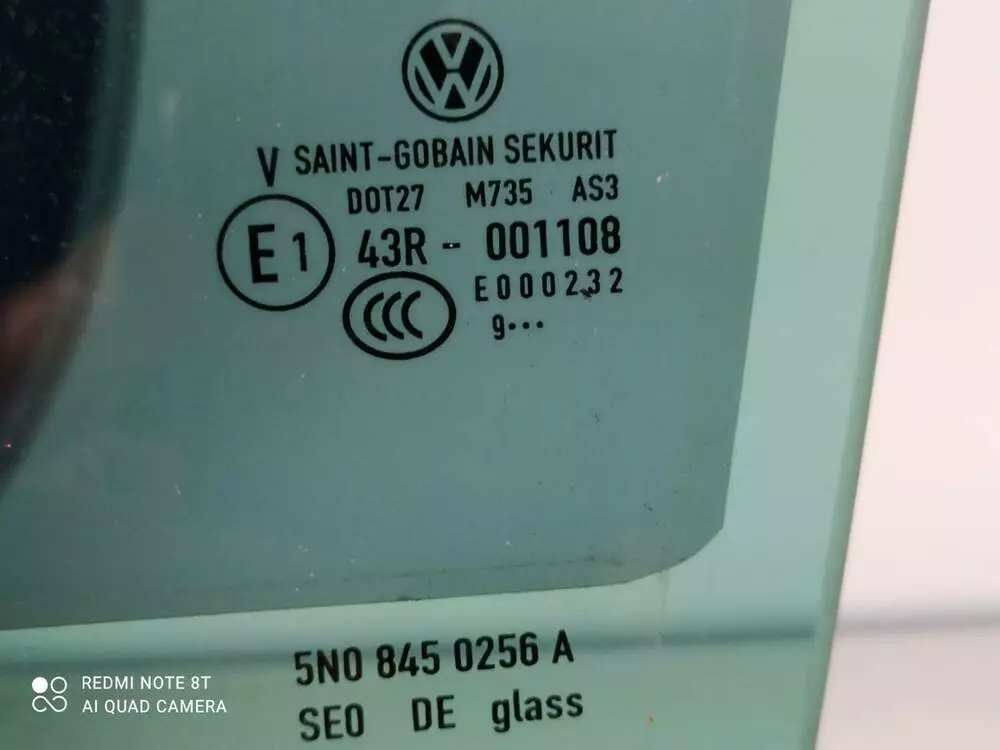 V SAINT-GOBAIN SEKURIT
DOT27 M735 AS3
E1 43R - 001108
CCC E000232
9•••
5N0 845 0256 A
SEO DE glass
REDMI NOTE 8T
AI QUAD CAMERA